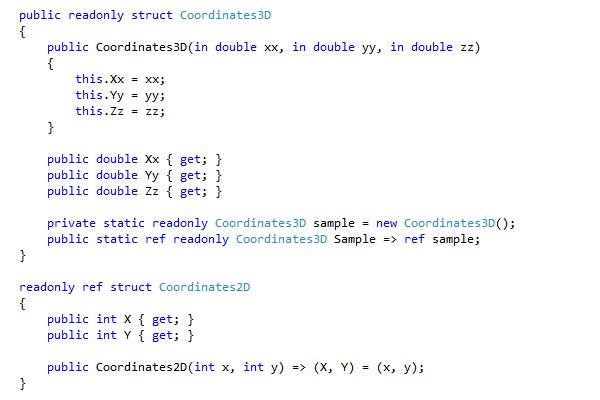 public readonly struct Coordinates3D
{
    public Coordinates3D(in double xx, in double yy, in double zz)
    {
        this.Xx = xx;
        this.Yy = yy;
        this.Zz = zz;
    }

    public double Xx { get; }
    public double Yy { get; }
    public double Zz { get; }

    private static readonly Coordinates3D sample = new Coordinates3D();
    public static ref readonly Coordinates3D Sample => ref sample;
}

readonly ref struct Coordinates2D
{
    public int X { get; }
    public int Y { get; }

    public Coordinates2D(int x, int y) => (X, Y) = (x, y);
}